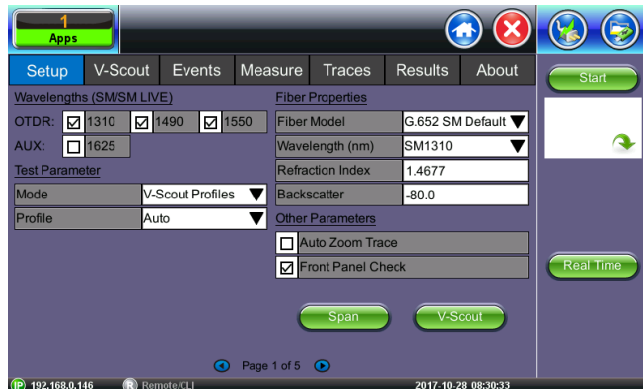 1
Apps
Setup V-Scout Events Measure Traces Results About
Wavelengths (SM/SM LIVE)
OTDR: 1310 1490 1550
AUX: 1625
Test Parameter
Mode V-Scout Profiles
Profile Auto
Fiber Properties
Fiber Model G.652 SM Default
Wavelength (nm) SM1310
Refraction Index 1.4677
Backscatter -80.0
Other Parameters
Auto Zoom Trace
Front Panel Check
Span V-Scout
Page 1 of 5
Start
Real Time
IP 192.168.0.146 R Remote/CLI 2017-10-28 08:30:33